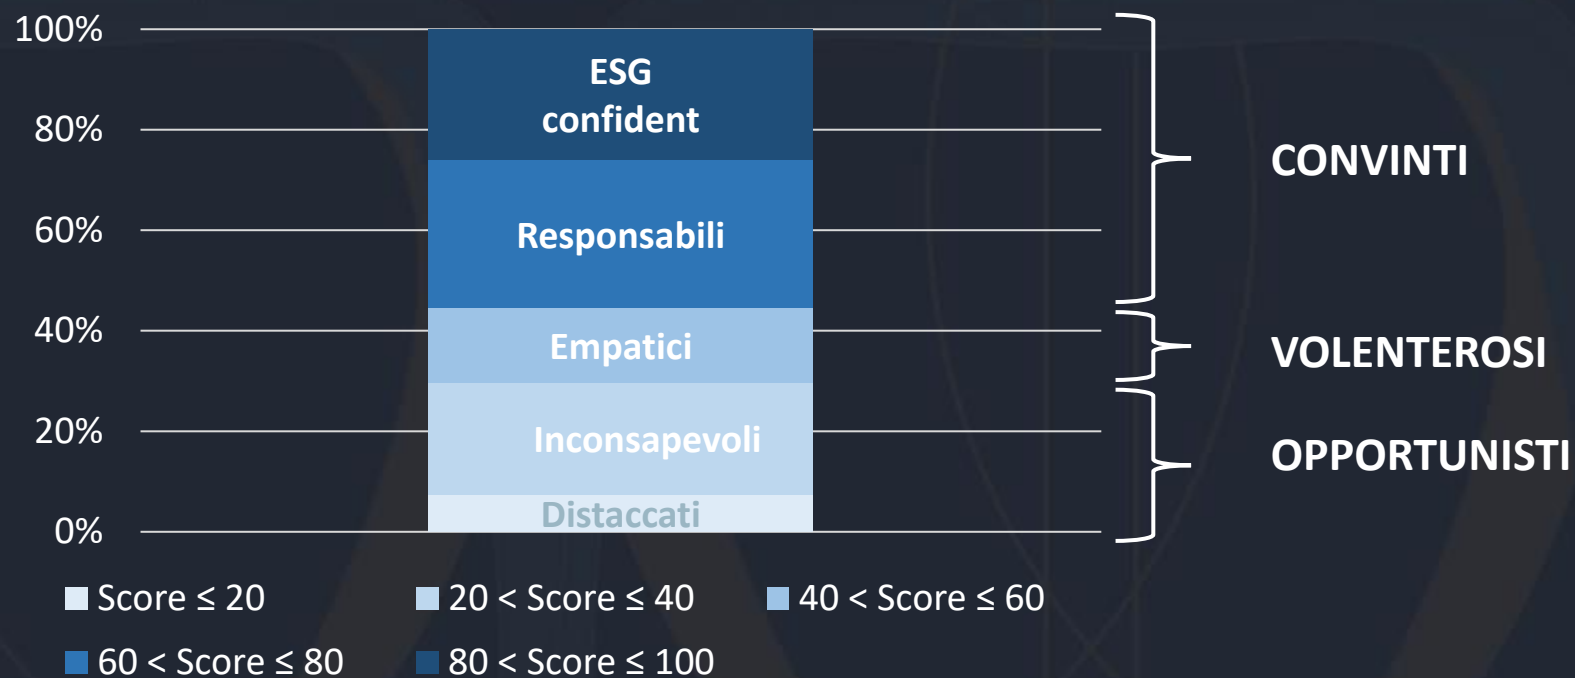 100%
80%
60%
40%
20%
0%
ESG
confident
Responsabili
Empatici
Inconsapevoli
Distaccati
CONVINTI
VOLENTEROSI
OPPORTUNISTI
Score ≤ 20
20 < Score ≤ 40
40 < Score ≤ 60
60 < Score ≤ 80
80 < Score ≤ 100